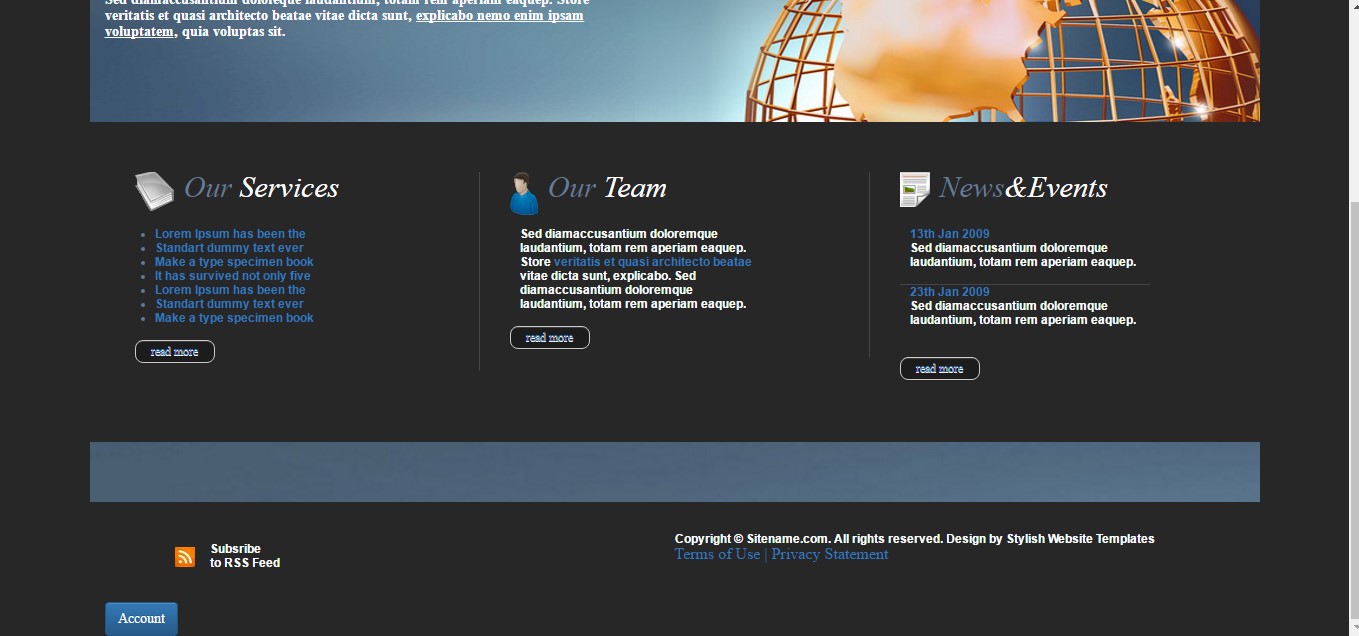 Sed diamaccusantium doloreque laudantium, totam rem aperiam eaquep. Store
veritatis et quasi architecto beatae vitae dicta sunt, explicabo nemo enim ipsam
voluptatem, quia voluptas sit.
Our Services
Lorem Ipsum has been the
Standart dummy text ever
Make a type specimen book
It has survived not only five
Lorem Ipsum has been the
Standart dummy text ever
Make a type specimen book
read more
Our Team
Sed diamaccusantium doloremque
laudantium, totam rem aperiam eaquep.
Store veritatis et quasi architecto beatae
vitae dicta sunt, explicabo. Sed
diamaccusantium doloremque
laudantium, totam rem aperiam eaquep.
read more
News&Events
13th Jan 2009
Sed diamaccusantium doloremque
laudantium, totam rem aperiam eaquep.
23th Jan 2009
Sed diamaccusantium doloremque
laudantium, totam rem aperiam eaquep.
read more
Subsribe
to RSS Feed
Copyright © Sitename.com. All rights reserved. Design by Stylish Website Templates
Terms of Use | Privacy Statement
Account